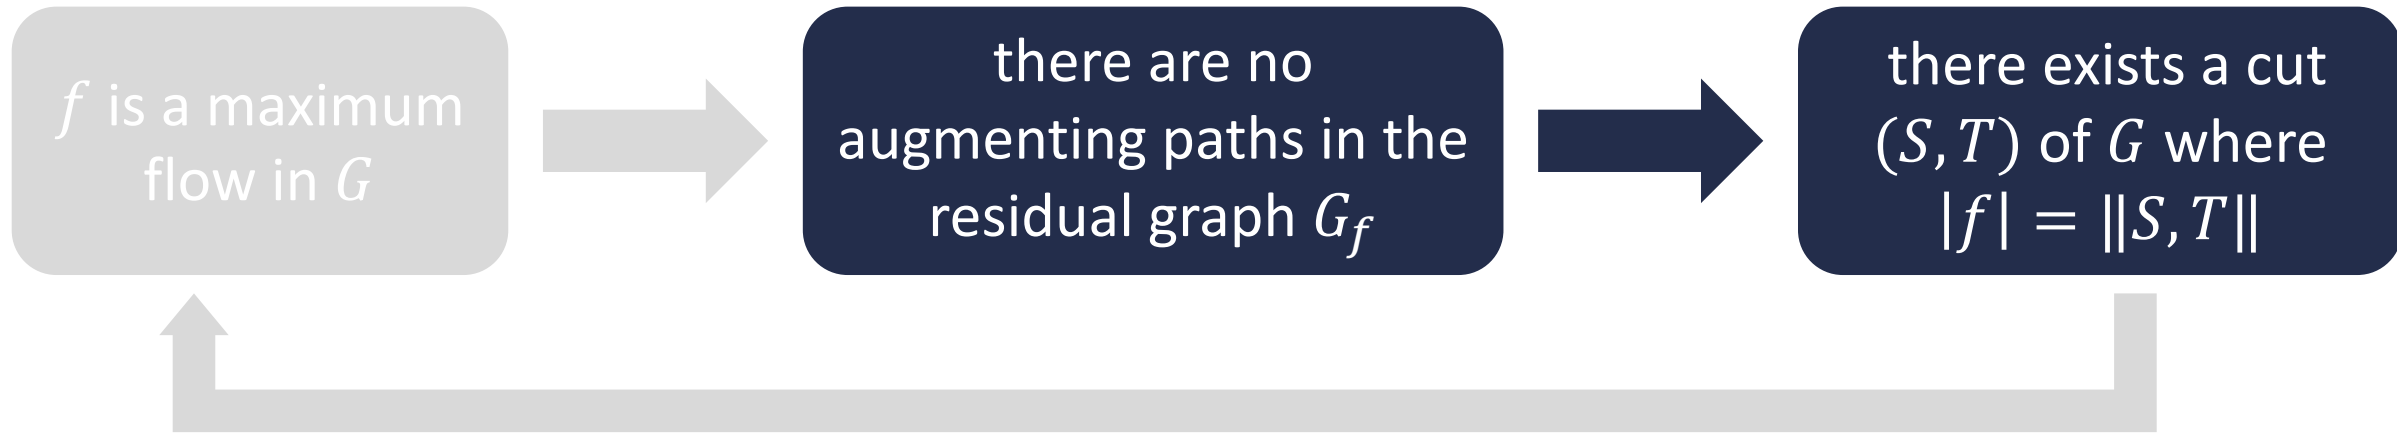 f is a maximum
flow in G
there are no
augmenting paths in the
residual graph G_f
there exists a cut
(S, T) of G where
|f| = ‖S, T‖